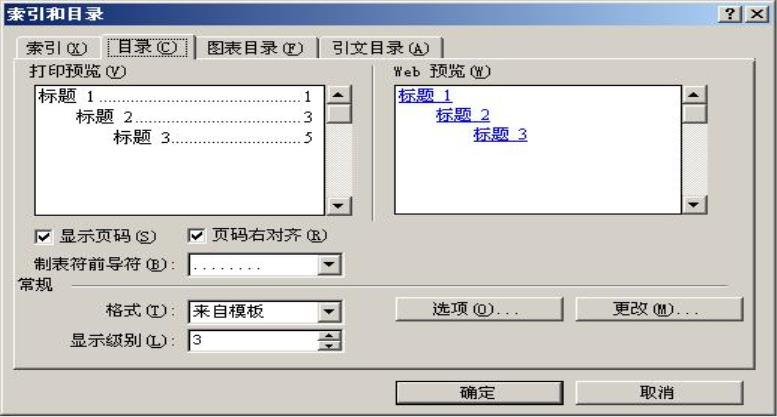 索引和目录
索引(X) 目录(C) 图表目录(F) 引文目录(A)
打印预览(V) Web 预览(W)
标题 1........................................1 标题 1
标题 2.............................3 标题 2
标题 3......................5 标题 3
显示页码(S) 页码右对齐(R)
制表符前导符(B): ........
常规
格式(T): 来自模板 选项(O)... 更改(M)...
显示级别(L): 3
确定 取消